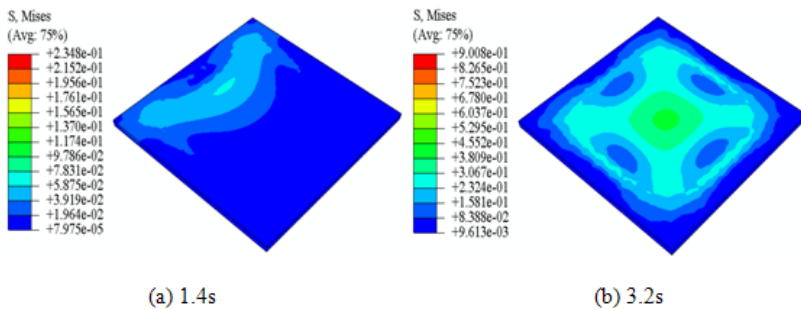 S, Mises
(Avg: 75%)
+2.348e-01
+2.152e-01
+1.956e-01
+1.761e-01
+1.565e-01
+1.370e-01
+1.174e-01
+9.786e-02
+7.831e-02
+5.875e-02
+3.919e-02
+1.964e-02
+7.975e-05
S, Mises
(Avg: 75%)
+9.008e-01
+8.265e-01
+7.523e-01
+6.780e-01
+6.037e-01
+5.295e-01
+4.552e-01
+3.809e-01
+3.067e-01
+2.324e-01
+1.581e-01
+8.388e-02
+9.613e-03
(a) 1.4s
(b) 3.2s